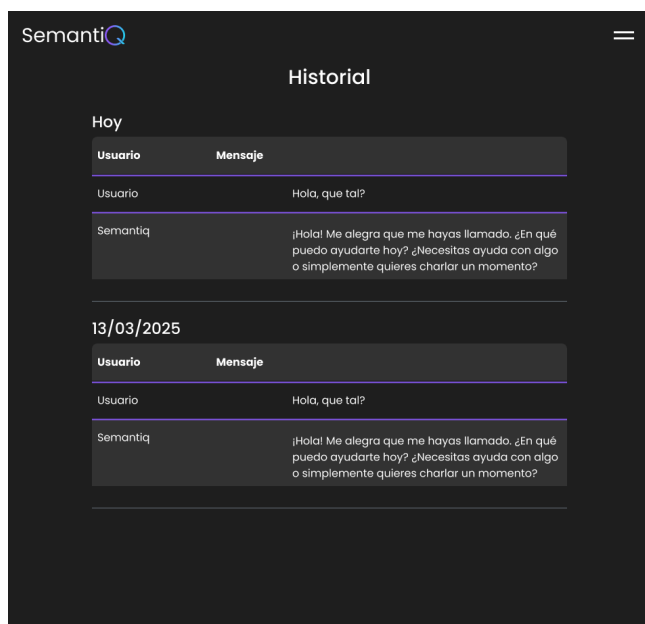 SemantiQ
Historial
Hoy
Usuario Mensaje
Usuario Hola, que tal?
Semantiq ¡Hola! Me alegra que me hayas llamado. ¿En qué
puedo ayudarte hoy? ¿Necesitas ayuda con algo
o simplemente quieres charlar un momento?
13/03/2025
Usuario Mensaje
Usuario Hola, que tal?
Semantiq ¡Hola! Me alegra que me hayas llamado. ¿En qué
puedo ayudarte hoy? ¿Necesitas ayuda con algo
o simplemente quieres charlar un momento?